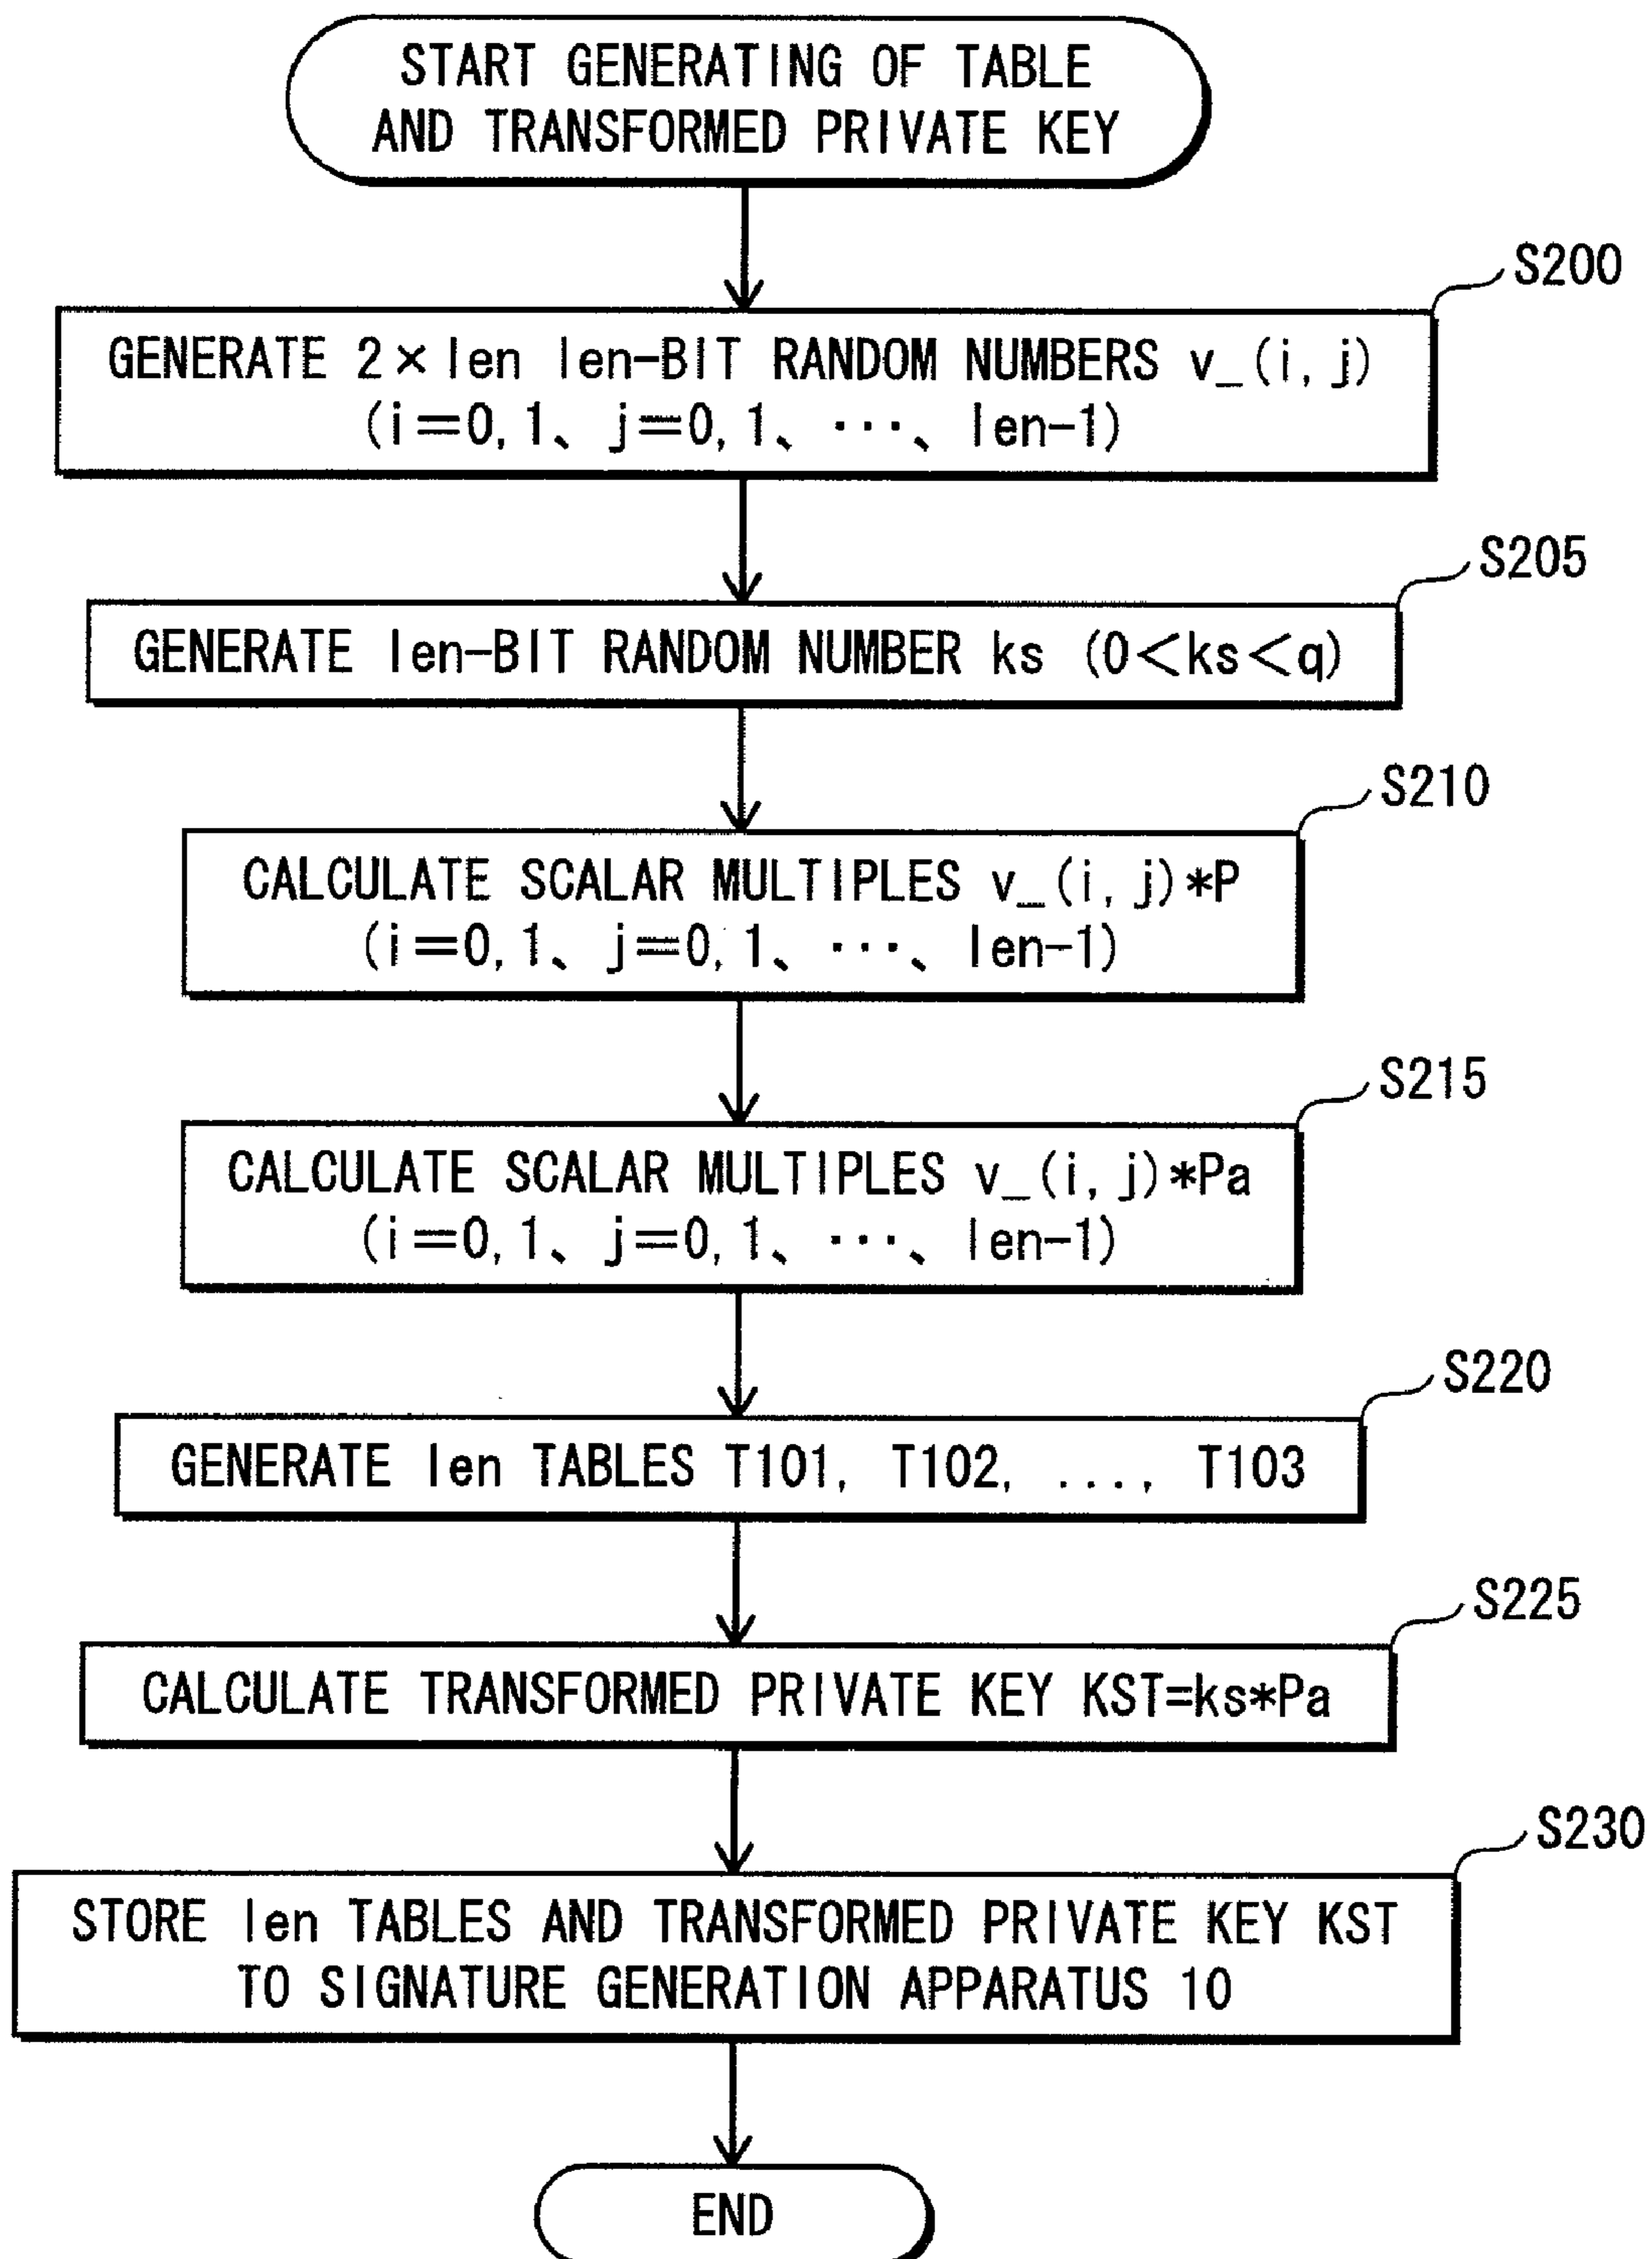 START GENERATING OF TABLE
AND TRANSFORMED PRIVATE KEY
S200
GENERATE 2×len len-BIT RANDOM NUMBERS v_(i,j)
(i=0,1、 j=0,1、 ···、 len-1)
S205
GENERATE len-BIT RANDOM NUMBER ks (0<ks<q)
S210
CALCULATE SCALAR MULTIPLES v_(i,j)*P
(i=0,1、 j=0,1、 ···、 len-1)
S215
CALCULATE SCALAR MULTIPLES v_(i,j)*Pa
(i=0,1、 j=0,1、 ···、 len-1)
S220
GENERATE len TABLES T101, T102, ..., T103
S225
CALCULATE TRANSFORMED PRIVATE KEY KST=ks*Pa
S230
STORE len TABLES AND TRANSFORMED PRIVATE KEY KST
TO SIGNATURE GENERATION APPARATUS 10
END